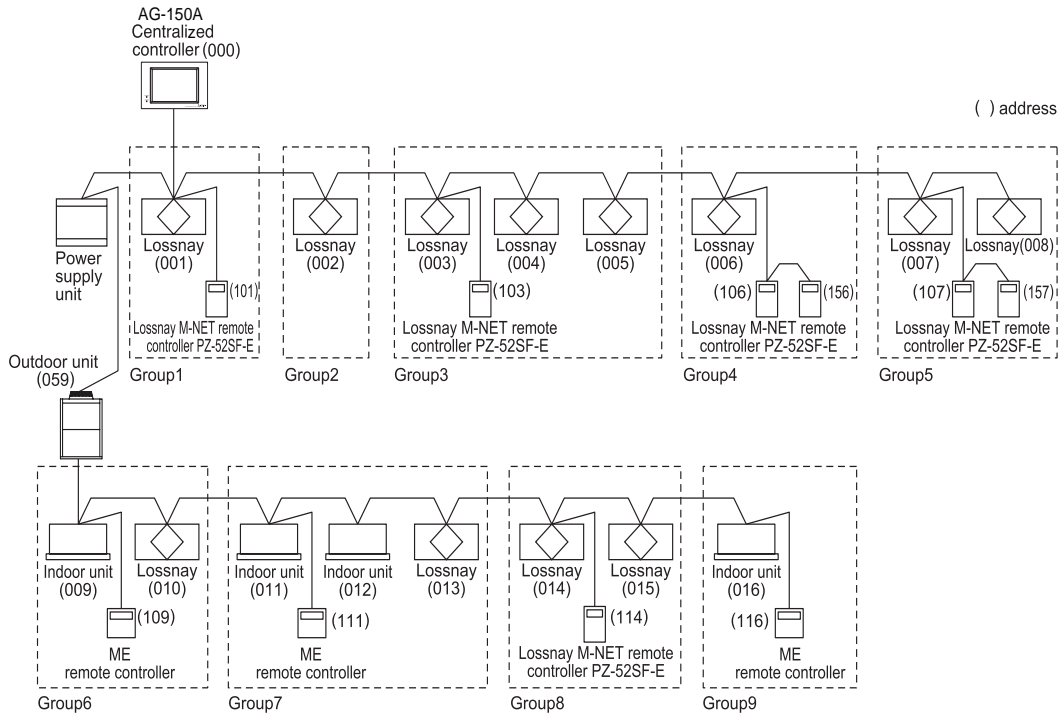 AG-150A
Centralized
controller (000)
( ) address
Power
supply
unit
Lossnay
(001)
(101)
Lossnay M-NET remote
controller PZ-52SF-E
Group1
Lossnay
(002)
Group2
Lossnay
(003)
Lossnay
(004)
Lossnay
(005)
(103)
Lossnay M-NET remote
controller PZ-52SF-E
Group3
Lossnay
(006)
(106)
(156)
Lossnay M-NET remote
controller PZ-52SF-E
Group4
Lossnay
(007)
Lossnay(008)
(107)
(157)
Lossnay M-NET remote
controller PZ-52SF-E
Group5
Outdoor unit
(059)
Indoor unit
(009)
Lossnay
(010)
(109)
ME
remote controller
Group6
Indoor unit
(011)
Indoor unit
(012)
Lossnay
(013)
(111)
ME
remote controller
Group7
Lossnay
(014)
Lossnay
(015)
(114)
Lossnay M-NET remote
controller PZ-52SF-E
Group8
Indoor unit
(016)
(116)
ME
remote controller
Group9